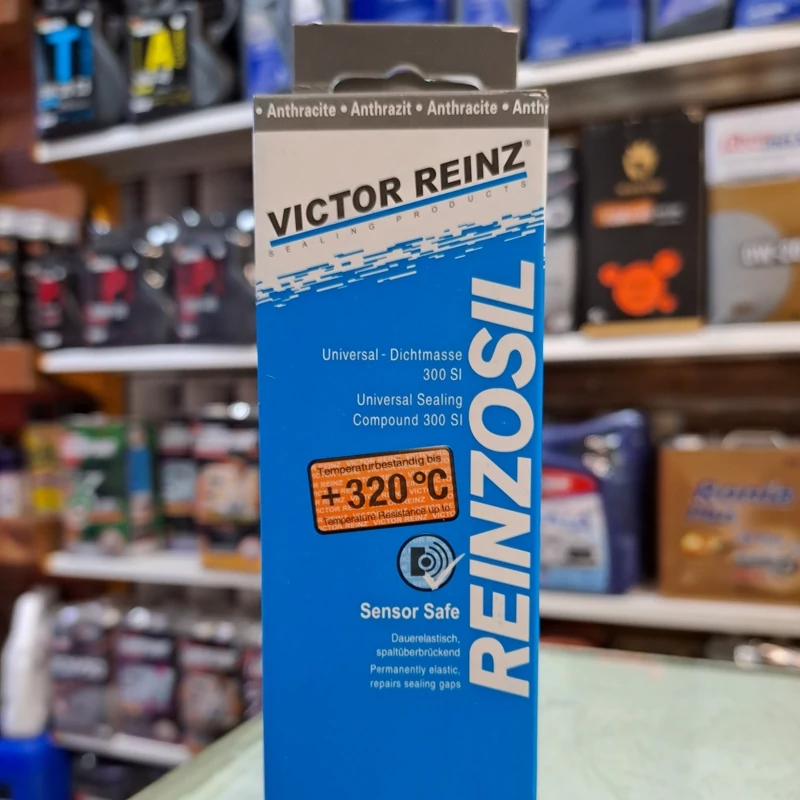 • Anthracite • Anthrazit • Anthracite • Anthr
VICTOR REINZ®
SEALING PRODUCTS
REINZOSIL
Universal - Dichtmasse
300 SI
Universal Sealing
Compound 300 SI
Temperaturbeständig bis
+ 320 °C
Temperature Resistance up to
Sensor Safe
Dauerelastisch,
spaltüberbrückend
Permanently elastic,
repairs sealing gaps